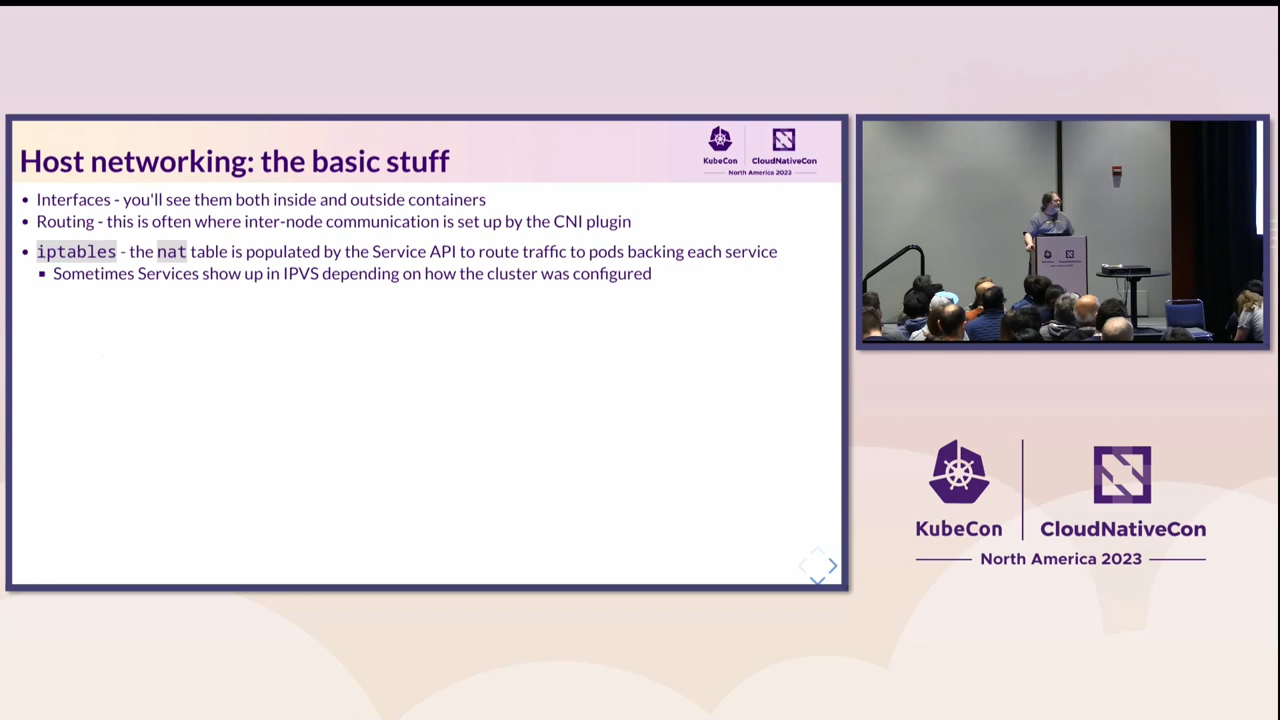 Host networking: the basic stuff
KubeCon
CloudNativeCon
North America 2023
Interfaces - you'll see them both inside and outside containers
Routing - this is often where inter-node communication is set up by the CNI plugin
iptables - the nat table is populated by the Service API to route traffic to pods backing each service
Sometimes Services show up in IPVS depending on how the cluster was configured
KubeCon
CloudNativeCon
North America 2023